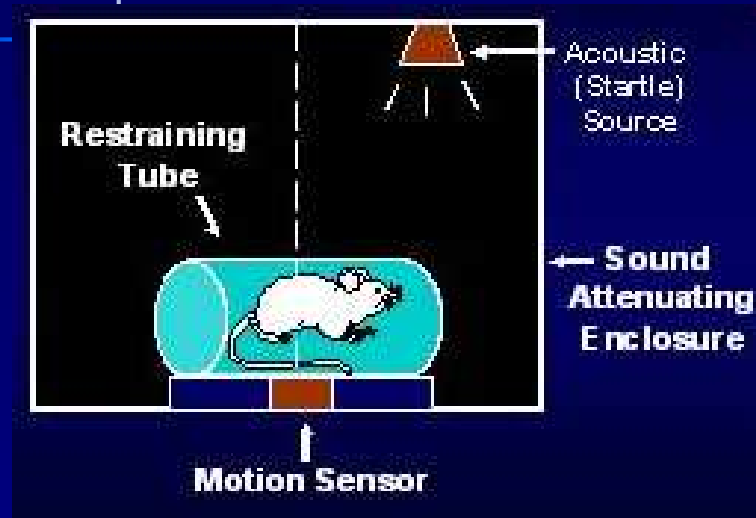 Acoustic
(Startle)
Source
Restraining
Tube
Sound
Attenuating
Enclosure
Motion Sensor